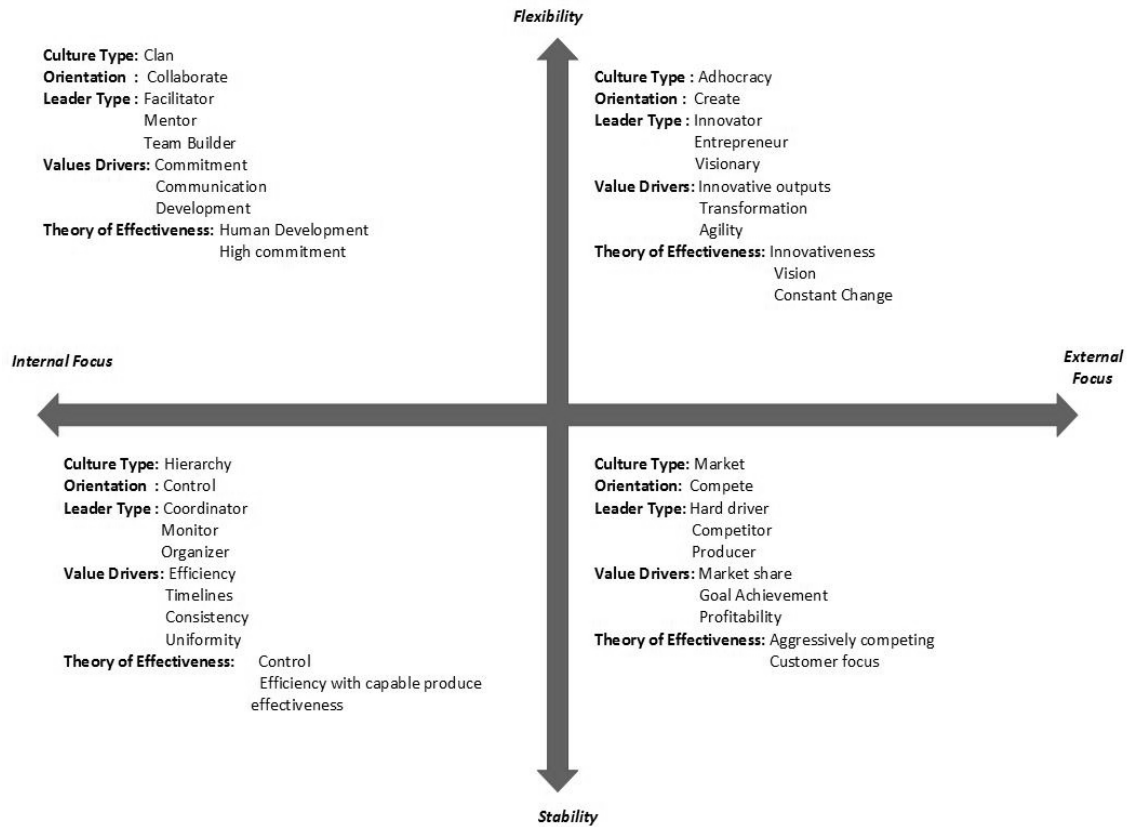 Flexibility
Culture Type: Clan
Orientation : Collaborate
Leader Type : Facilitator
Mentor
Team Builder
Values Drivers: Commitment
Communication
Development
Theory of Effectiveness: Human Development
High commitment
Culture Type : Adhocracy
Orientation : Create
Leader Type : Innovator
Entrepreneur
Visionary
Value Drivers: Innovative outputs
Transformation
Agility
Theory of Effectiveness: Innovativeness
Vision
Constant Change
Internal Focus
External
Focus
Culture Type: Hierarchy
Orientation : Control
Leader Type : Coordinator
Monitor
Organizer
Value Drivers: Efficiency
Timelines
Consistency
Uniformity
Theory of Effectiveness: Control
Efficiency with capable produce
effectiveness
Culture Type: Market
Orientation: Compete
Leader Type: Hard driver
Competitor
Producer
Value Drivers: Market share
Goal Achievement
Profitability
Theory of Effectiveness: Aggressively competing
Customer focus
Stability